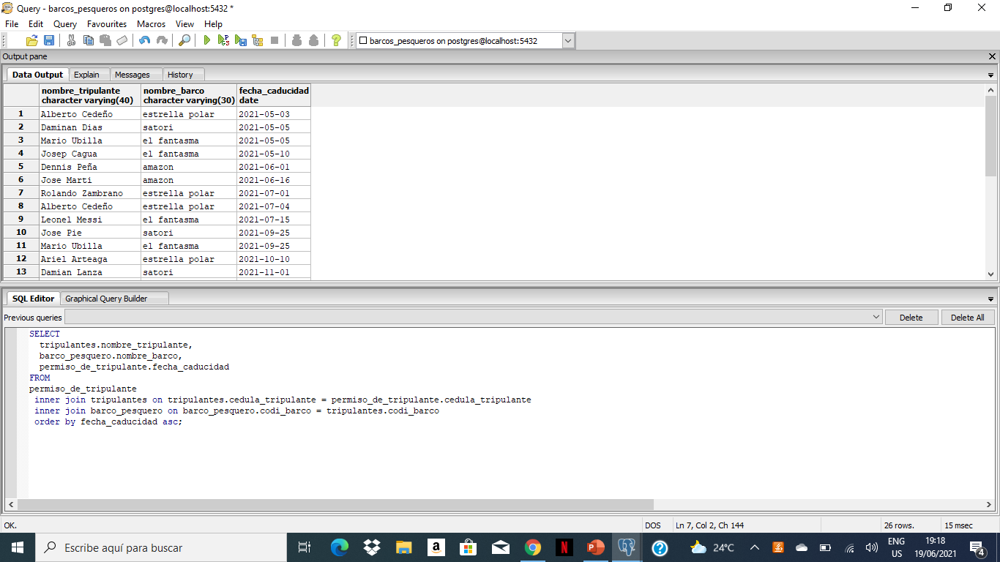 Query - barcos_pesqueros on postgres@localhost:5432 *
File Edit Query Favourites Macros View Help
barcos_pesqueros on postgres@localhost:5432
Output pane
Data Output Explain Messages History
nombre_tripulante nombre_barco fecha_caducidad
character varying(40) character varying(30) date
1 Alberto Cedeño estrella polar 2021-05-03
2 Daminan Dias satori 2021-05-05
3 Mario Ubilla el fantasma 2021-05-05
4 Josep Cagua el fantasma 2021-05-10
5 Dennis Peña amazon 2021-06-01
6 Jose Marti amazon 2021-06-16
7 Rolando Zambrano estrella polar 2021-07-01
8 Alberto Cedeño estrella polar 2021-07-04
9 Leonel Messi el fantasma 2021-07-15
10 Jose Pie satori 2021-09-25
11 Mario Ubilla el fantasma 2021-09-25
12 Ariel Arteaga estrella polar 2021-10-10
13 Damian Lanza satori 2021-11-01
SQL Editor Graphical Query Builder
Previous queries Delete Delete All
SELECT
tripulantes.nombre_tripulante,
barco_pesquero.nombre_barco,
permiso_de_tripulante.fecha_caducidad
FROM
permiso_de_tripulante
inner join tripulantes on tripulantes.cedula_tripulante = permiso_de_tripulante.cedula_tripulante
inner join barco_pesquero on barco_pesquero.codi_barco = tripulantes.codi_barco
order by fecha_caducidad asc;
OK. DOS Ln 7, Col 2, Ch 144 26 rows. 15 msec
Escribe aquí para buscar 24°C ENG 19:18
US 19/06/2021 4